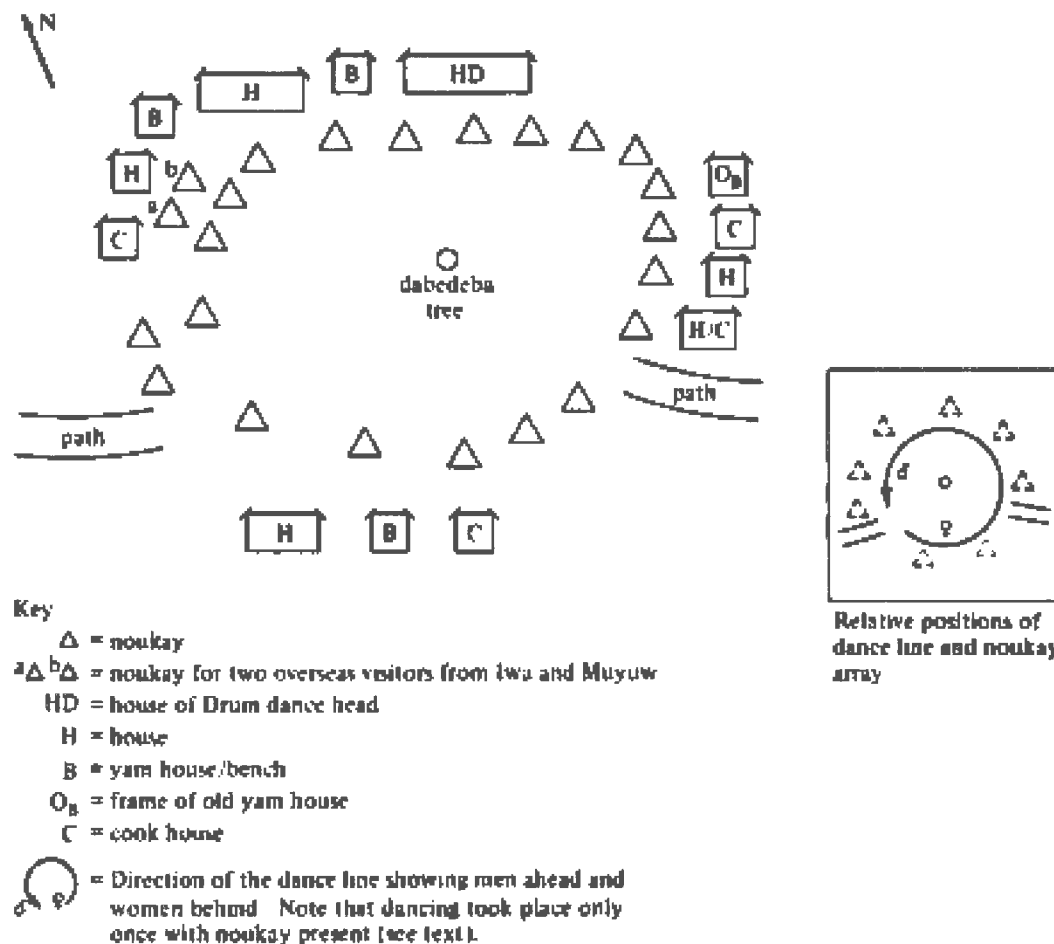 N
B
HD
H
B
H
b
a
C
O_B
C
H
H/C
dabedeba
tree
path
path
H
B
C
♂
♀
Relative positions of
dance line and noukay
array
Key
△ = noukay
a△ b△ = noukay for two overseas visitors from Iwa and Muyuw
HD = house of Drum dance head
H = house
B = yam house/bench
O_B = frame of old yam house
C = cook house
♂ ♀ = Direction of the dance line showing men ahead and
women behind Note that dancing took place only
once with noukay present (see text).